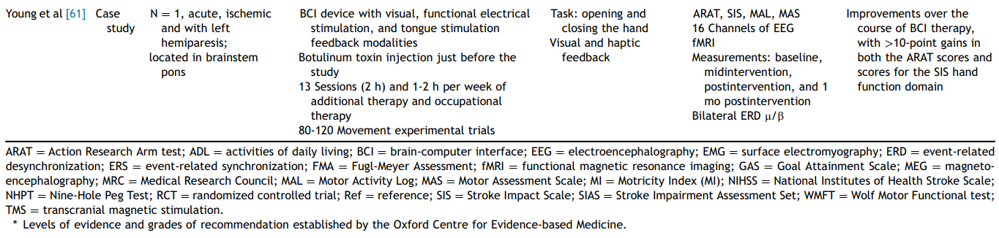 Young et al [61]
Case
study
N = 1, acute, ischemic
and with left
hemiparesis;
located in brainstem
pons
BCI device with visual, functional electrical
stimulation, and tongue stimulation
feedback modalities
Botulinum toxin injection just before the
study
13 Sessions (2 h) and 1-2 h per week of
additional therapy and occupational
therapy
80-120 Movement experimental trials
Task: opening and
closing the hand
Visual and haptic
feedback
ARAT, SIS, MAL, MAS
16 Channels of EEG
fMRI
Measurements: baseline,
midintervention,
postintervention, and 1
mo postintervention
Bilateral ERD μ/β
Improvements over the
course of BCI therapy,
with >10-point gains in
both the ARAT scores and
scores for the SIS hand
function domain
ARAT = Action Research Arm test; ADL = activities of daily living; BCI = brain-computer interface; EEG = electroencephalography; EMG = surface electromyography; ERD = event-related
desynchronization; ERS = event-related synchronization; FMA = Fugl-Meyer Assessment; fMRI = functional magnetic resonance imaging; GAS = Goal Attainment Scale; MEG = magneto-
encephalography; MRC = Medical Research Council; MAL = Motor Activity Log; MAS = Motor Assessment Scale; MI = Motricity Index (MI); NIHSS = National Institutes of Health Stroke Scale;
NHPT = Nine-Hole Peg Test; RCT = randomized controlled trial; Ref = reference; SIS = Stroke Impact Scale; SIAS = Stroke Impairment Assessment Set; WMFT = Wolf Motor Functional test;
TMS = transcranial magnetic stimulation.
* Levels of evidence and grades of recommendation established by the Oxford Centre for Evidence-based Medicine.